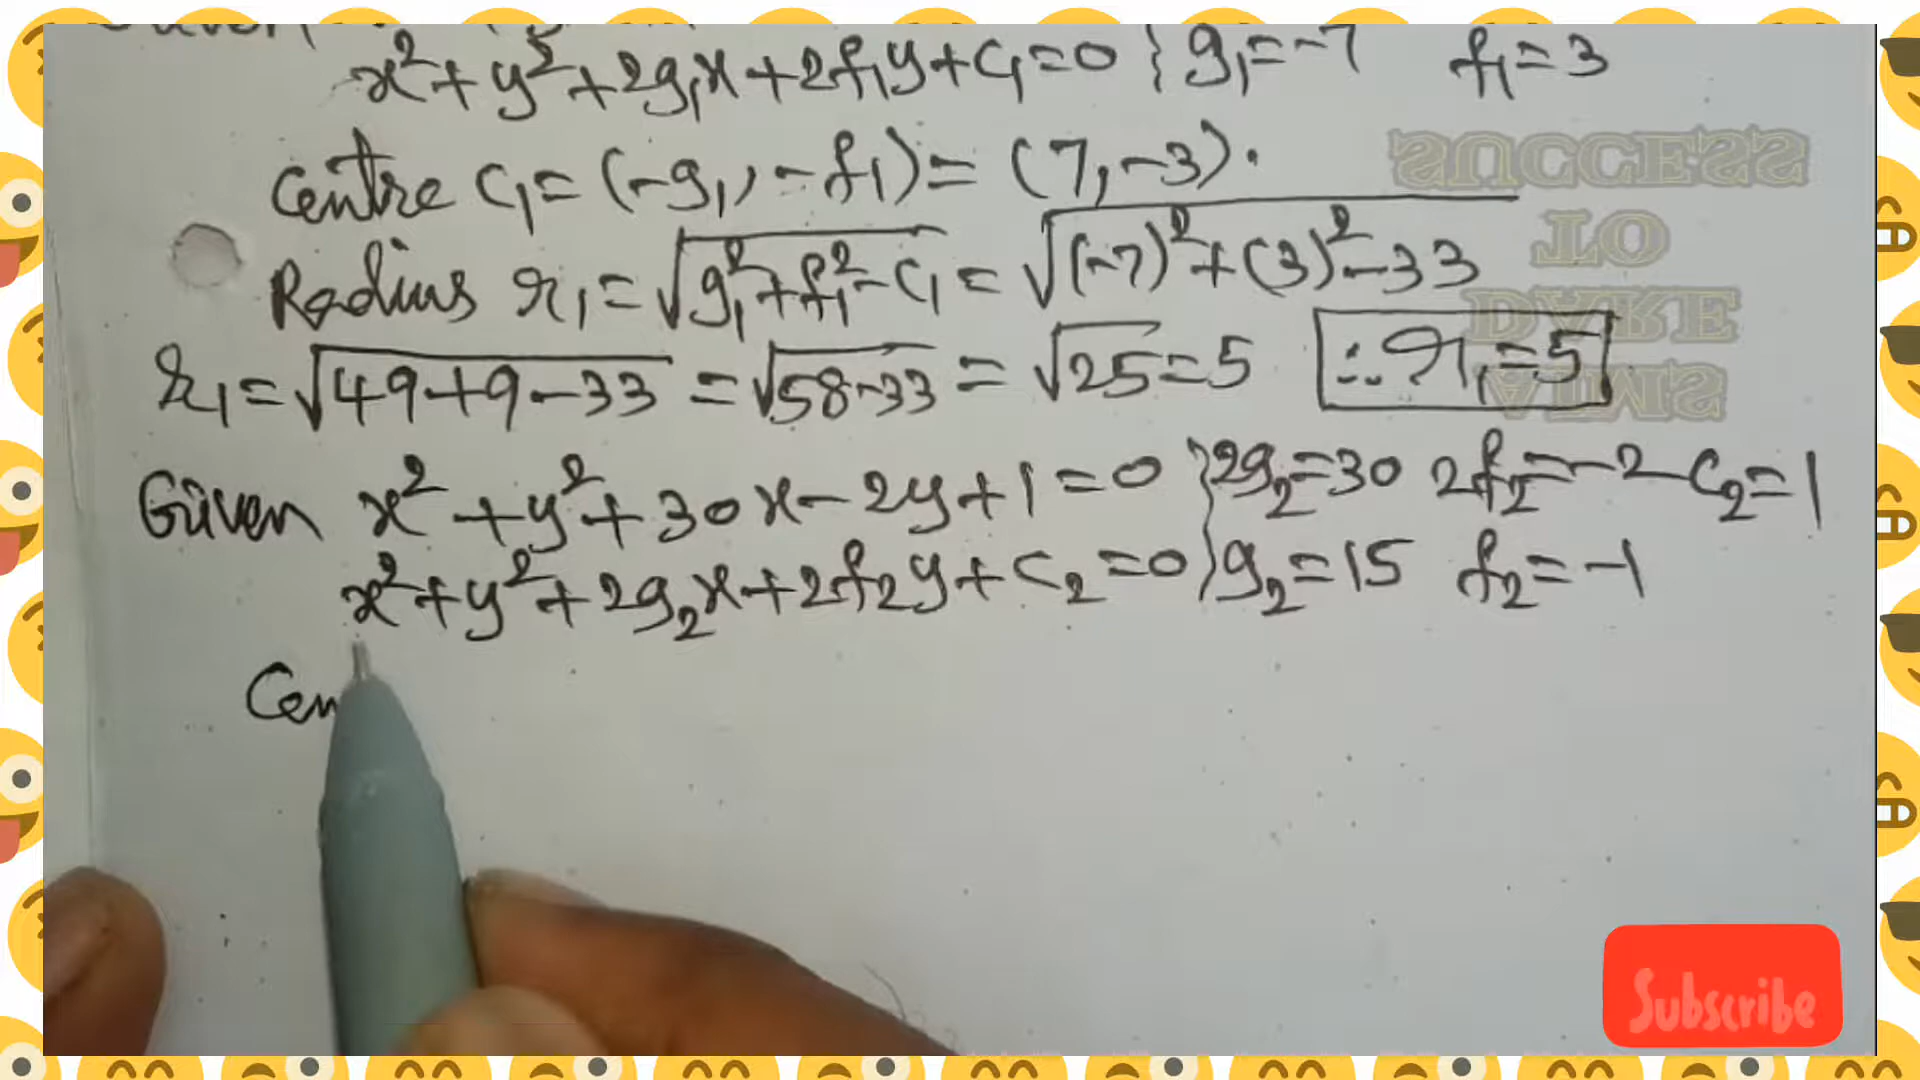 x²+y²+2g₁x+2f₁y+c₁=0 } g₁=-7 f₁=3
Centre C₁=(-g₁,-f₁)=(7,-3).
Radius r₁=√g₁²+f₁²-c₁=√(-7)²+(3)²-33
r₁=√49+9-33=√58-33=√25=5 ∴r₁=5
Given x²+y²+30x-2y+1=0 } 2g₂=30 2f₂=-2 c₂=1
x²+y²+2g₂x+2f₂y+c₂=0 } g₂=15 f₂=-1
Cen
SUCCESS
TO
DARE
AIMS
Subscribe